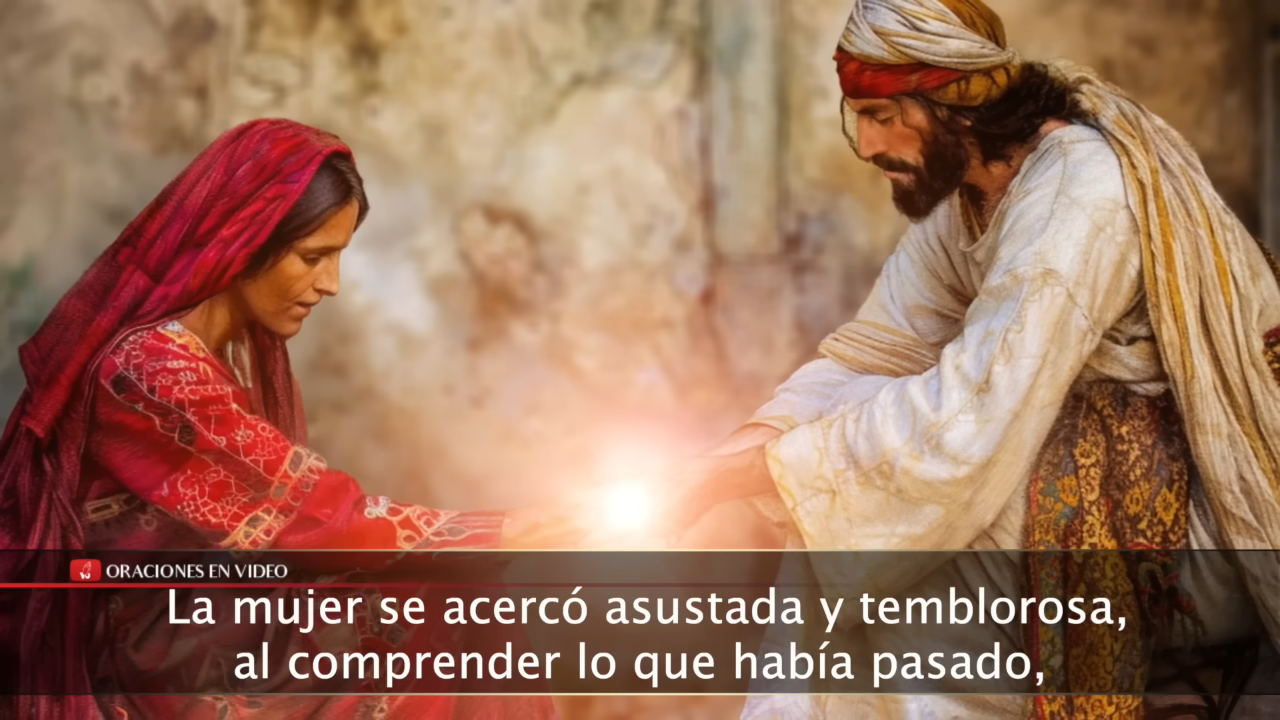 ORACIONES EN VIDEO
La mujer se acercó asustada y temblorosa,
al comprender lo que había pasado,